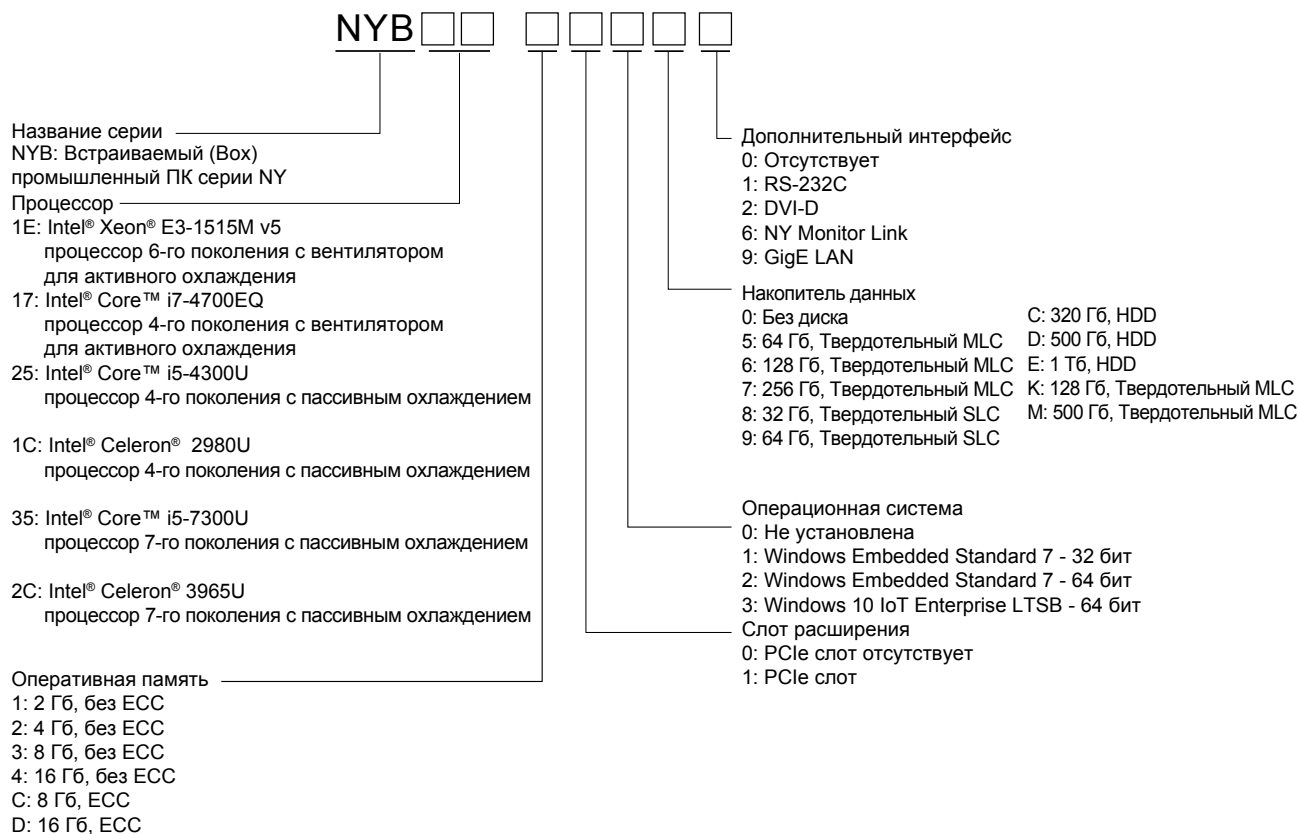 NYB□□ □□□□□
Название серии
NYB: Встраиваемый (Box)
промышленный ПК серии NY
Процессор
1E: Intel® Xeon® E3-1515M v5
процессор 6-го поколения с вентилятором
для активного охлаждения
17: Intel® Core™ i7-4700EQ
процессор 4-го поколения с вентилятором
для активного охлаждения
25: Intel® Core™ i5-4300U
процессор 4-го поколения с пассивным охлаждением
1C: Intel® Celeron® 2980U
процессор 4-го поколения с пассивным охлаждением
35: Intel® Core™ i5-7300U
процессор 7-го поколения с пассивным охлаждением
2C: Intel® Celeron® 3965U
процессор 7-го поколения с пассивным охлаждением
Оперативная память
1: 2 Гб, без ECC
2: 4 Гб, без ECC
3: 8 Гб, без ECC
4: 16 Гб, без ECC
C: 8 Гб, ECC
D: 16 Гб, ECC
Дополнительный интерфейс
0: Отсутствует
1: RS-232C
2: DVI-D
6: NY Monitor Link
9: GigE LAN
Накопитель данных
0: Без диска
5: 64 Гб, Твердотельный MLC
6: 128 Гб, Твердотельный MLC
7: 256 Гб, Твердотельный MLC
8: 32 Гб, Твердотельный SLC
9: 64 Гб, Твердотельный SLC
C: 320 Гб, HDD
D: 500 Гб, HDD
E: 1 Тб, HDD
K: 128 Гб, Твердотельный MLC
M: 500 Гб, Твердотельный MLC
Операционная система
0: Не установлена
1: Windows Embedded Standard 7 - 32 бит
2: Windows Embedded Standard 7 - 64 бит
3: Windows 10 IoT Enterprise LTSB - 64 бит
Слот расширения
0: PCIe слот отсутствует
1: PCIe слот